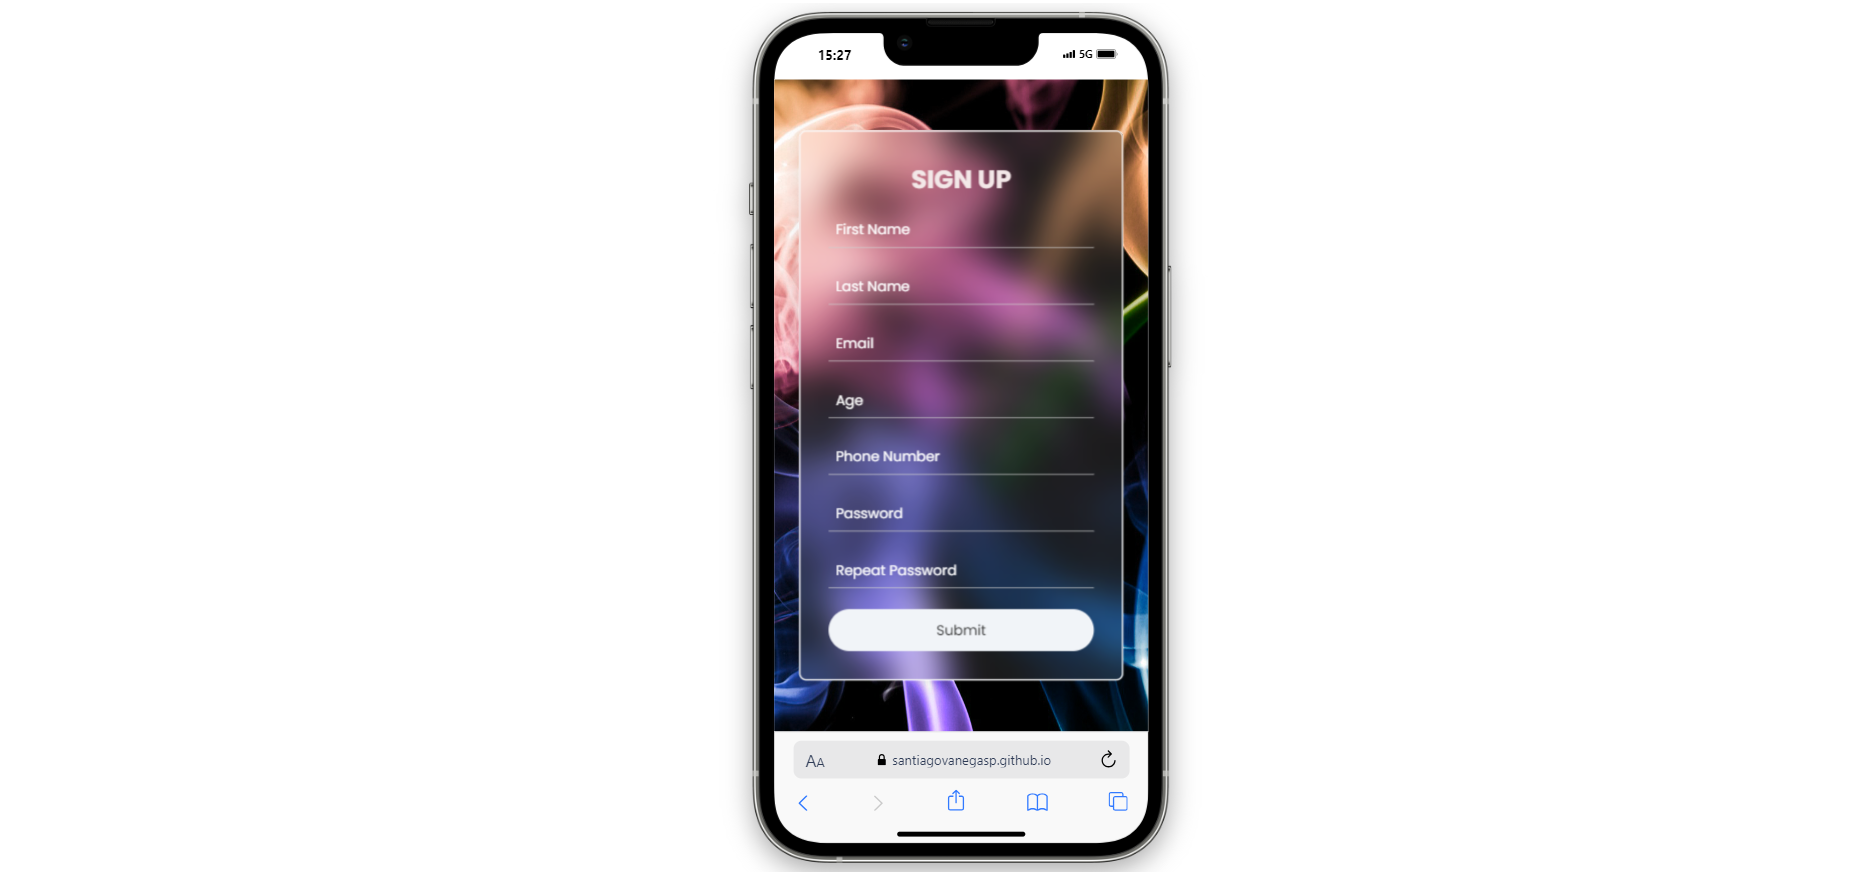 15:27
5G
SIGN UP
First Name
Last Name
Email
Age
Phone Number
Password
Repeat Password
Submit
AA santiagovanegasp.github.io